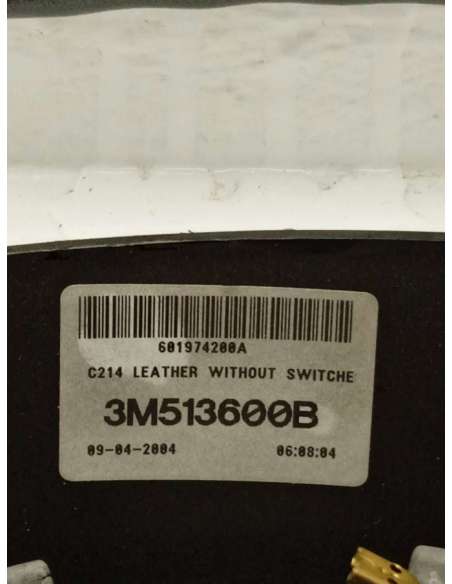 601974200A
C214 LEATHER WITHOUT SWITCHE
3M513600B
09-04-2004 06:08:04